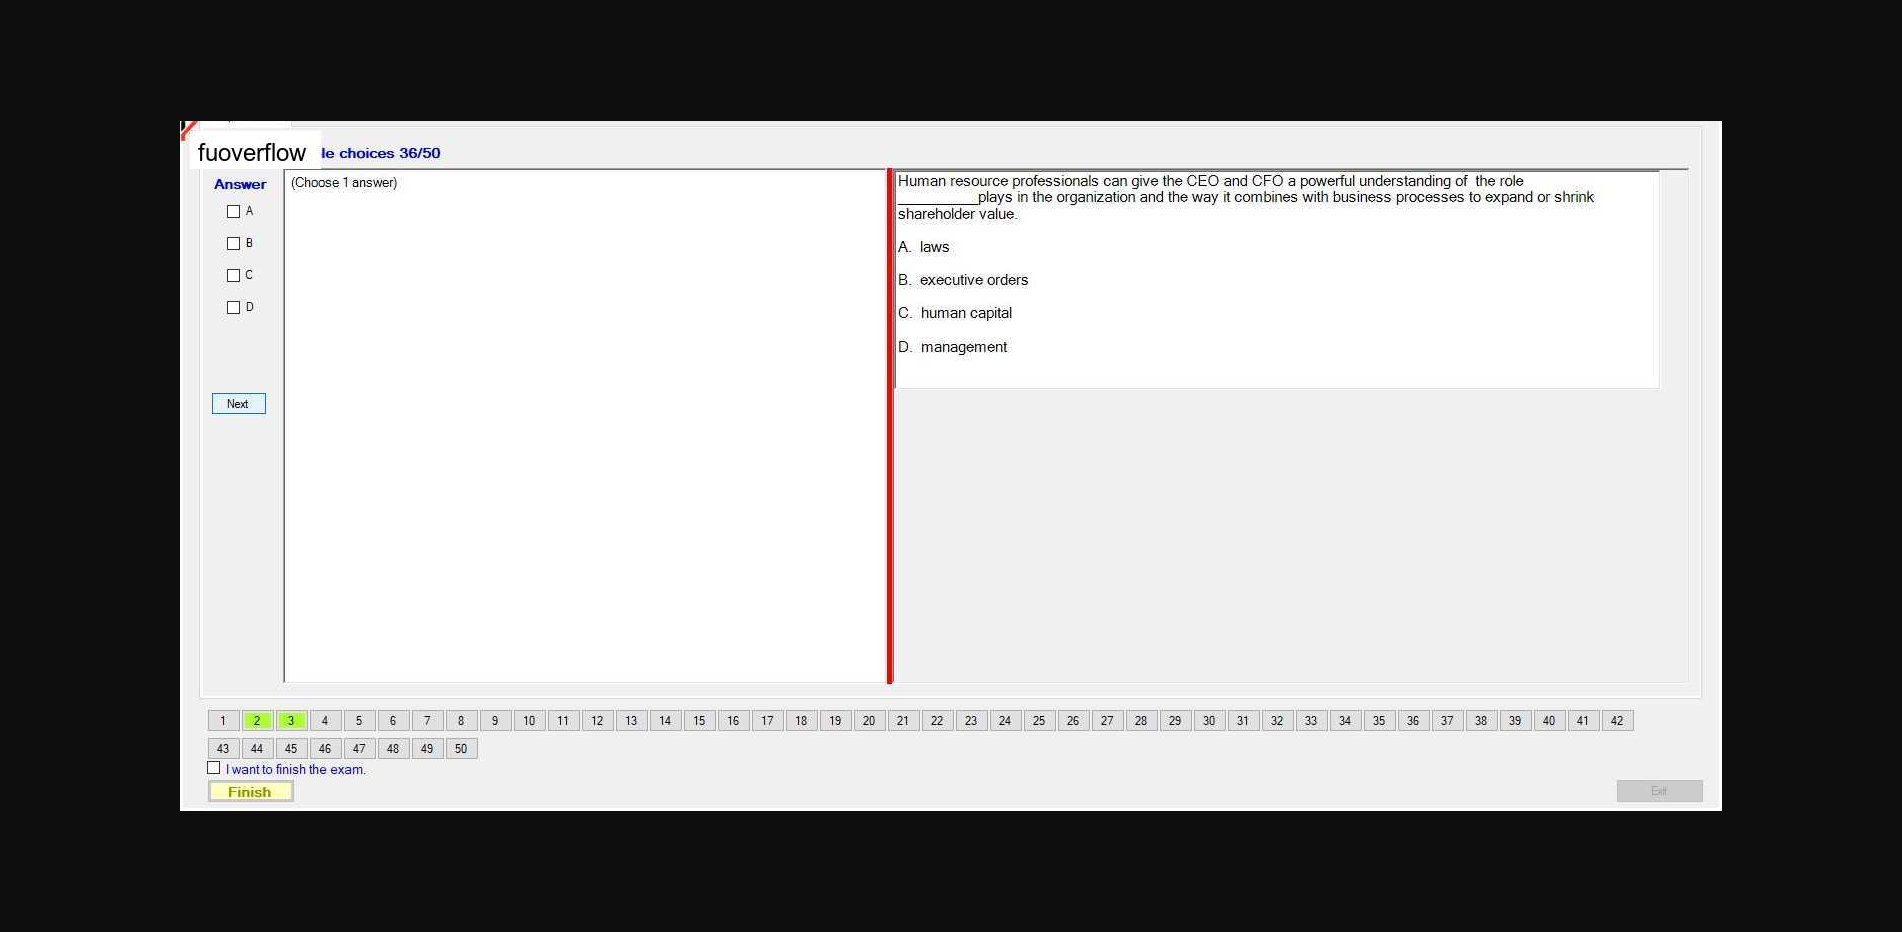 fuoverflow
le choices 36/50
Answer
(Choose 1 answer)
A
B
C
D
Next
Human resource professionals can give the CEO and CFO a powerful understanding of  the role
__________plays in the organization and the way it combines with business processes to expand or shrink
shareholder value.
A.  laws
B.  executive orders
C.  human capital
D.  management
1 2 3 4 5 6 7 8 9 10 11 12 13 14 15 16 17 18 19 20 21 22 23 24 25 26 27 28 29 30 31 32 33 34 35 36 37 38 39 40 41 42
43 44 45 46 47 48 49 50
I want to finish the exam.
Finish
Exit